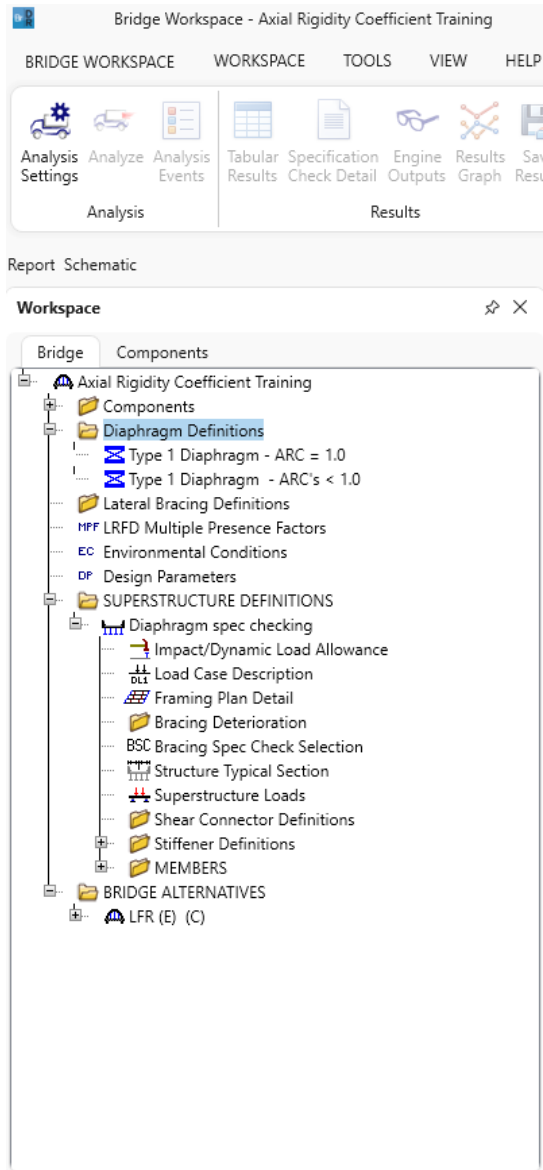 Br DR Bridge Workspace - Axial Rigidity Coefficient Training
BRIDGE WORKSPACE WORKSPACE TOOLS VIEW HELP
Analysis Settings Analyze Analysis Events Tabular Results Specification Check Detail Engine Outputs Results Graph
Analysis Results
Report Schematic
Workspace
Bridge Components
Axial Rigidity Coefficient Training
Components
Diaphragm Definitions
Type 1 Diaphragm - ARC = 1.0
Type 1 Diaphragm - ARC's < 1.0
Lateral Bracing Definitions
MPF LRFD Multiple Presence Factors
EC Environmental Conditions
DP Design Parameters
SUPERSTRUCTURE DEFINITIONS
Diaphragm spec checking
Impact/Dynamic Load Allowance
DL1 Load Case Description
Framing Plan Detail
Bracing Deterioration
BSC Bracing Spec Check Selection
Structure Typical Section
Superstructure Loads
Shear Connector Definitions
Stiffener Definitions
MEMBERS
BRIDGE ALTERNATIVES
LFR (E) (C)